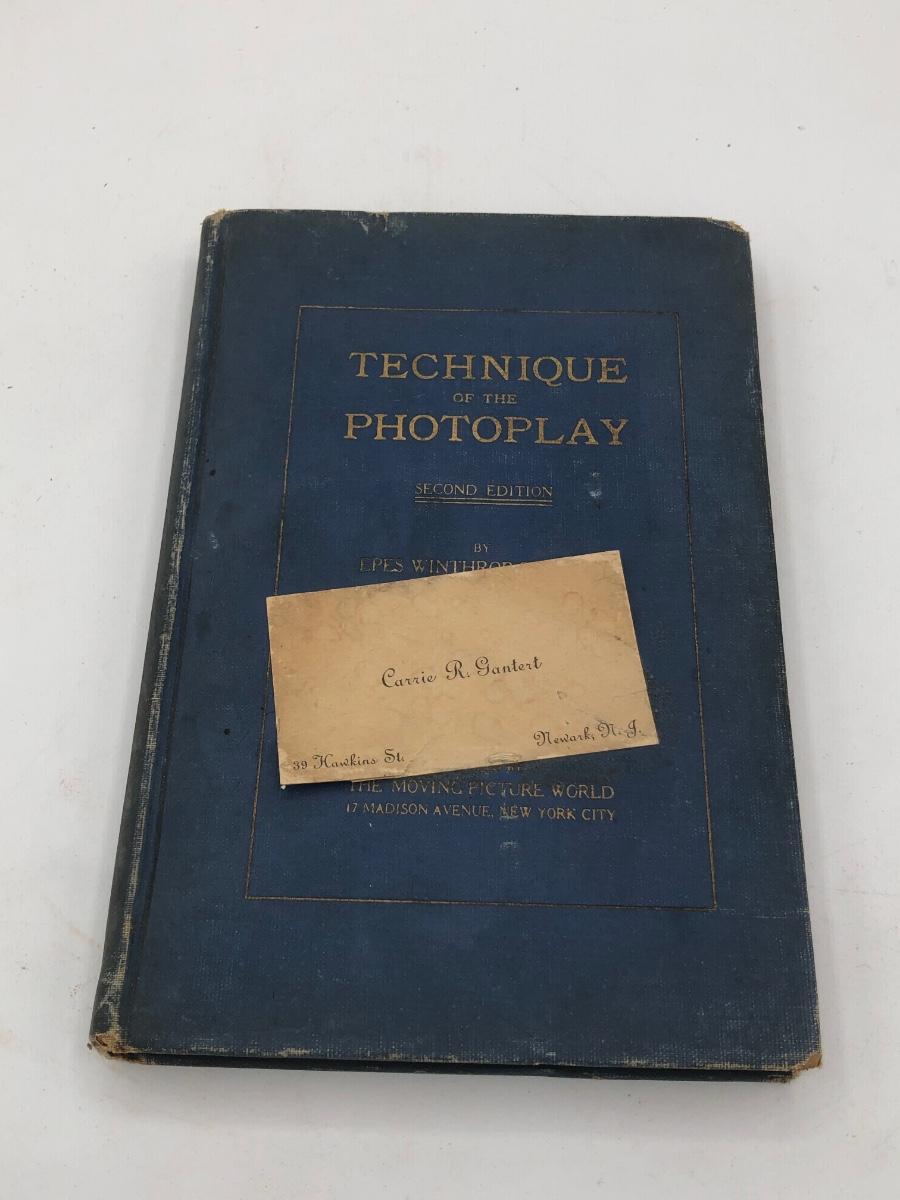 TECHNIQUE
OF THE
PHOTOPLAY
SECOND EDITION
BY
EPES WINTHROP
Carrie R. Gantert
39 Hawkins St.
Newark, N. J.
THE MOVING PICTURE WORLD
17 MADISON AVENUE, NEW YORK CITY